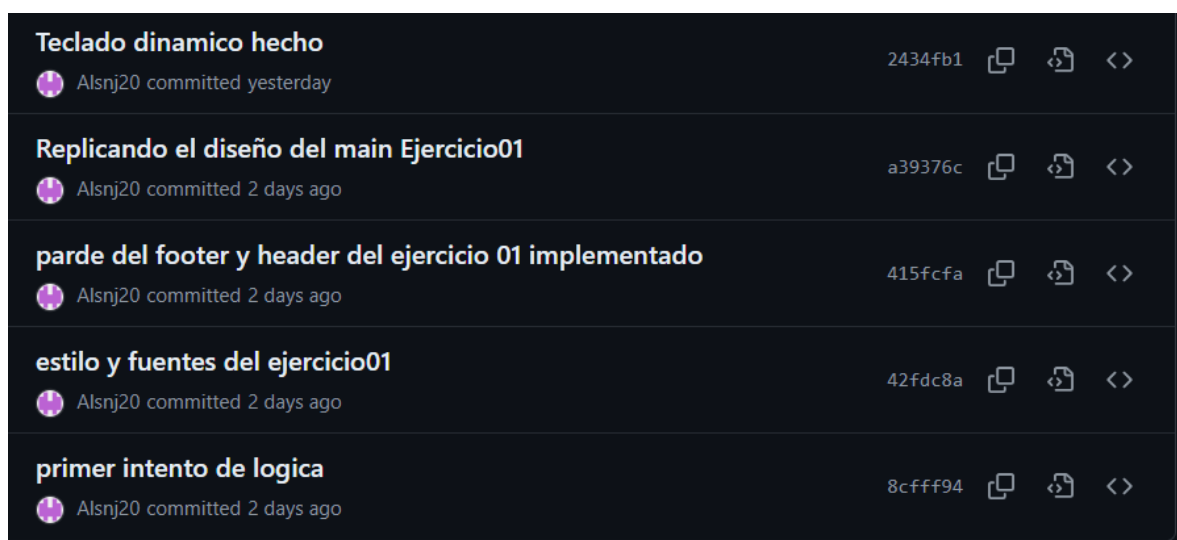 Teclado dinamico hecho
Alsnj20 committed yesterday
2434fb1
Replicando el diseño del main Ejercicio01
Alsnj20 committed 2 days ago
a39376c
parde del footer y header del ejercicio 01 implementado
Alsnj20 committed 2 days ago
415fcfa
estilo y fuentes del ejercicio01
Alsnj20 committed 2 days ago
42fdc8a
primer intento de logica
Alsnj20 committed 2 days ago
8cfff94